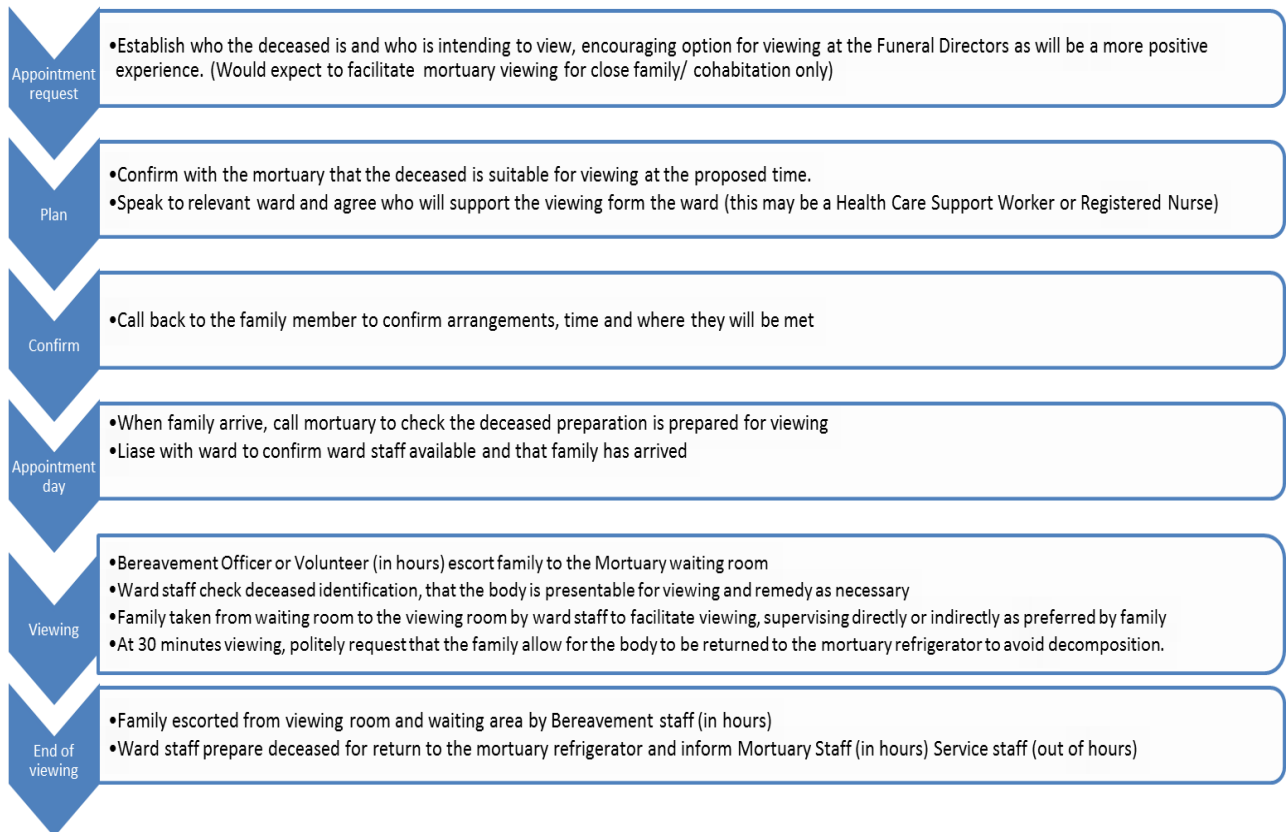 Appointment
request
•Establish who the deceased is and who is intending to view, encouraging option for viewing at the Funeral Directors as will be a more positive
experience. (Would expect to facilitate mortuary viewing for close family/ cohabitation only)
Plan
•Confirm with the mortuary that the deceased is suitable for viewing at the proposed time.
•Speak to relevant ward and agree who will support the viewing form the ward (this may be a Health Care Support Worker or Registered Nurse)
Confirm
•Call back to the family member to confirm arrangements, time and where they will be met
Appointment
day
•When family arrive, call mortuary to check the deceased preparation is prepared for viewing
•Liase with ward to confirm ward staff available and that family has arrived
Viewing
•Bereavement Officer or Volunteer (in hours) escort family to the Mortuary waiting room
•Ward staff check deceased identification, that the body is presentable for viewing and remedy as necessary
•Family taken from waiting room to the viewing room by ward staff to facilitate viewing, supervising directly or indirectly as preferred by family
•At 30 minutes viewing, politely request that the family allow for the body to be returned to the mortuary refrigerator to avoid decomposition.
End of
viewing
•Family escorted from viewing room and waiting area by Bereavement staff (in hours)
•Ward staff prepare deceased for return to the mortuary refrigerator and inform Mortuary Staff (in hours) Service staff (out of hours)